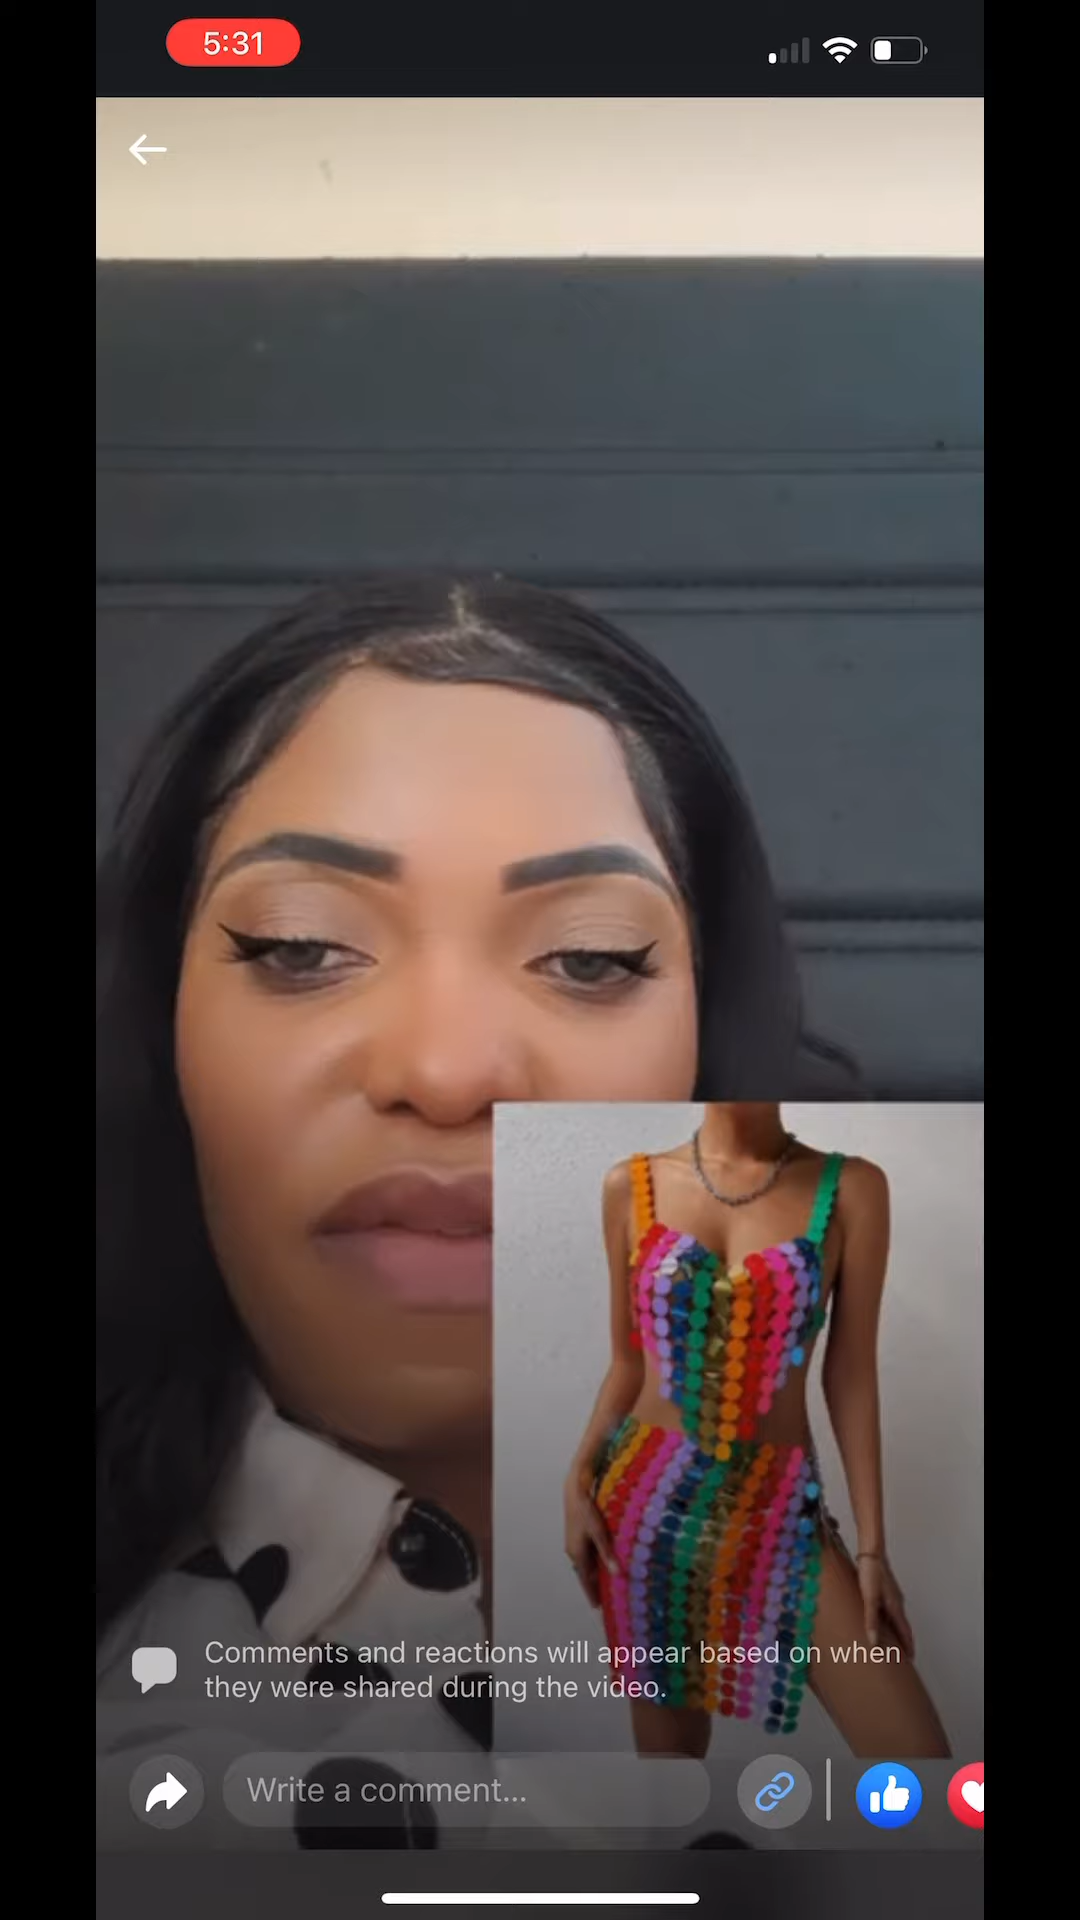 5:31
Comments and reactions will appear based on when
they were shared during the video.
Write a comment...